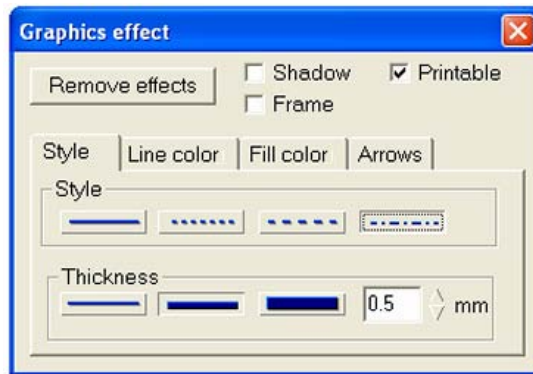 Graphics effect
Remove effects
Shadow
Printable
Frame
Style
Line color
Fill color
Arrows
Style
Thickness
0.5
mm